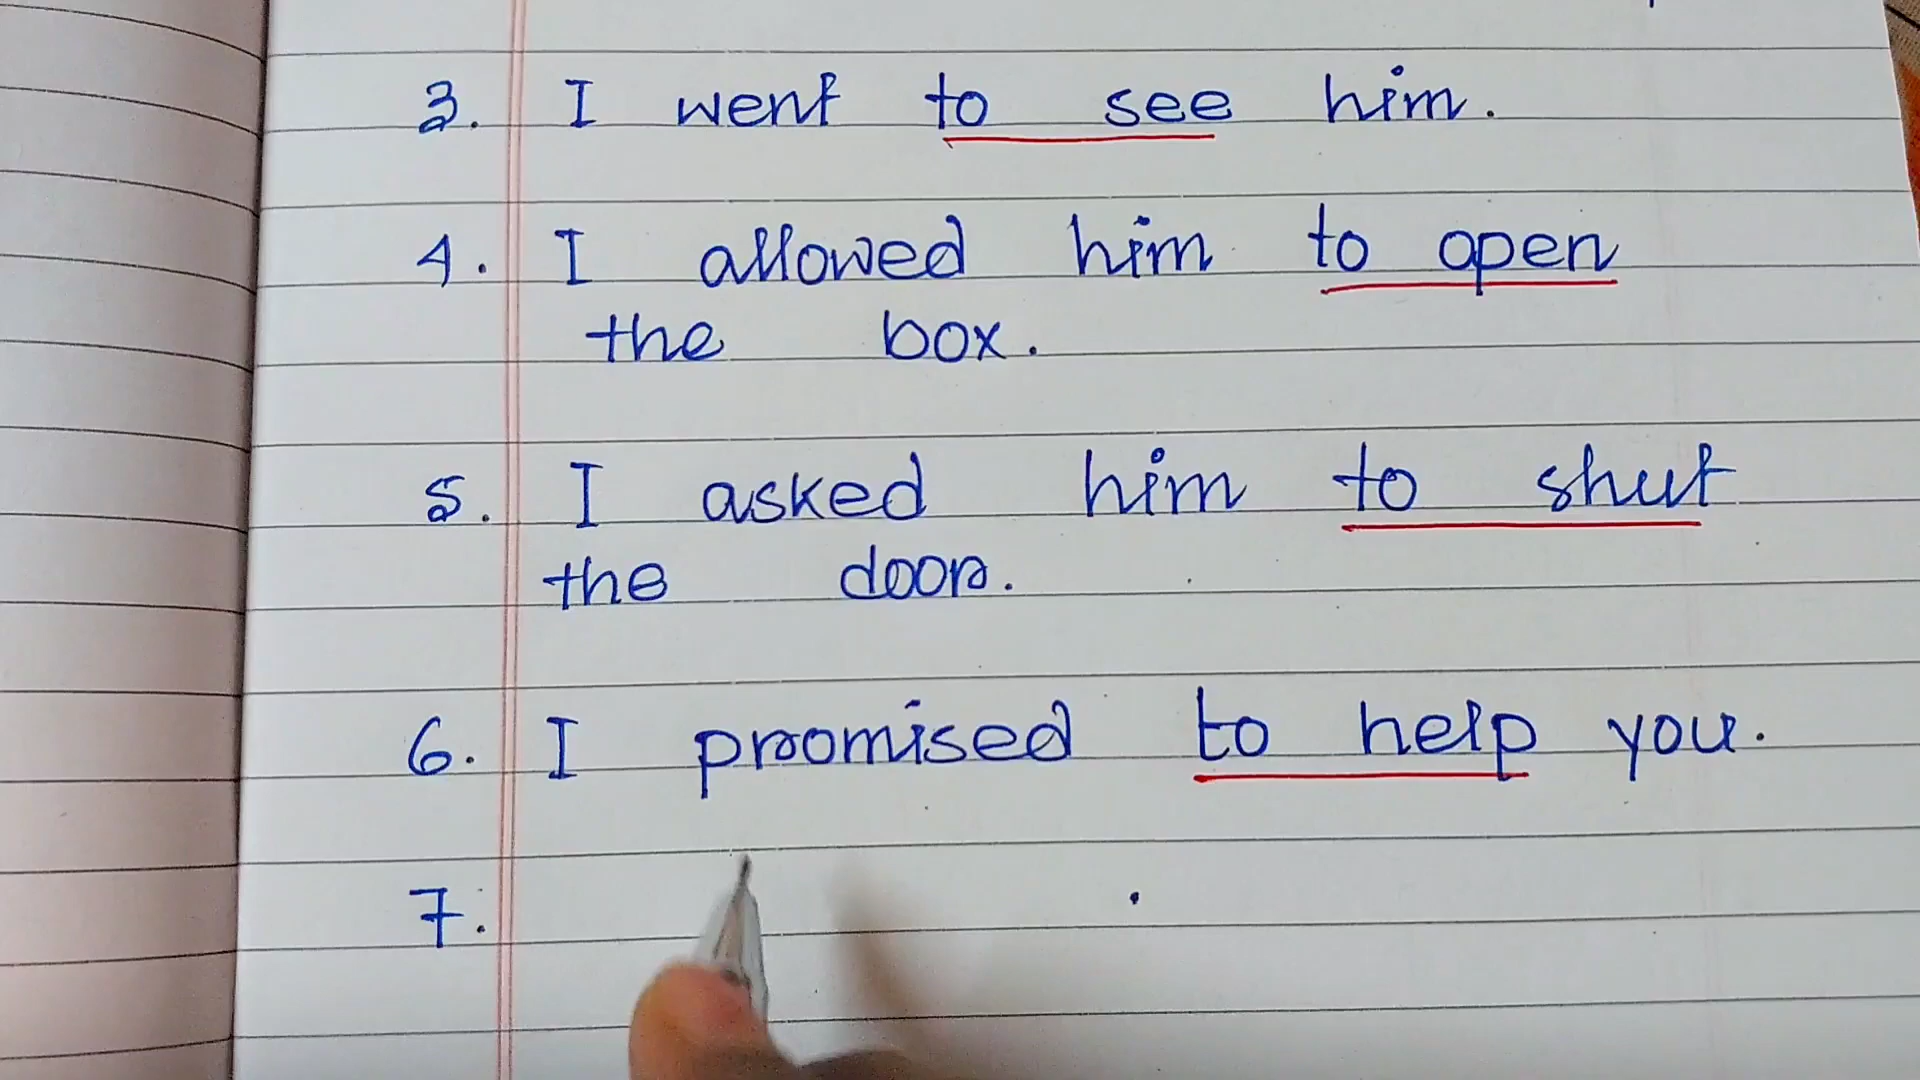 3. I went to see him.
4. I allowed him to open
the box.
5. I asked him to shut
the door.
6. I promised to help you.
7.